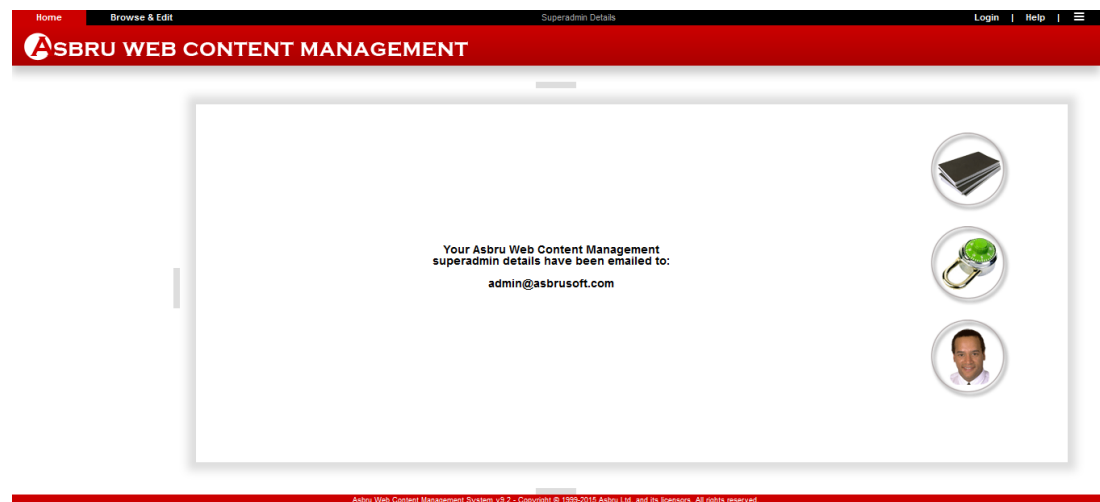 Home Browse & Edit Superadmin Details Login | Help |
ASBRU WEB CONTENT MANAGEMENT
Your Asbru Web Content Management
superadmin details have been emailed to:
admin@asbrusoft.com
Asbru Web Content Management System v9.2 - Copyright © 1999-2015 Asbru Ltd. and its licensors. All rights reserved.